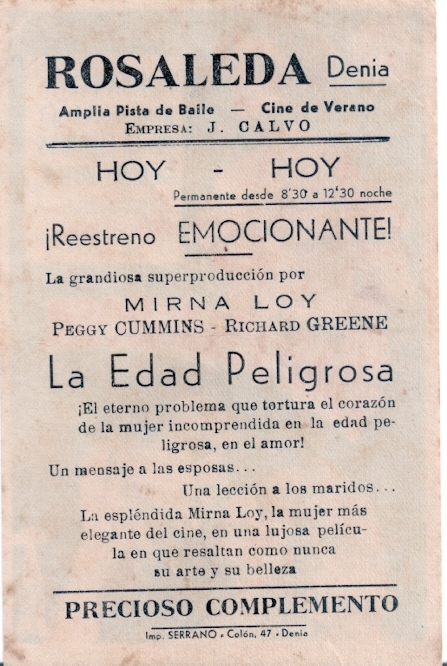 ROSALEDA Denia
Amplia Pista de Baile — Cine de Verano
EMPRESA: J. CALVO
HOY - HOY
Permanente desde 8'30 a 12'30 noche
¡Reestreno EMOCIONANTE!
La grandiosa superproducción por
MIRNA LOY
PEGGY CUMMINS - RICHARD GREENE
La Edad Peligrosa
¡El eterno problema que tortura el corazón
de la mujer incomprendida en la edad pe-
ligrosa, en el amor!
Un mensaje a las esposas...
Una lección a los maridos...
La espléndida Mirna Loy, la mujer más
elegante del cine, en una lujosa pelícu-
la en que resaltan como nunca
su arte y su belleza
PRECIOSO COMPLEMENTO
Imp. SERRANO - Colón, 47 - Denia